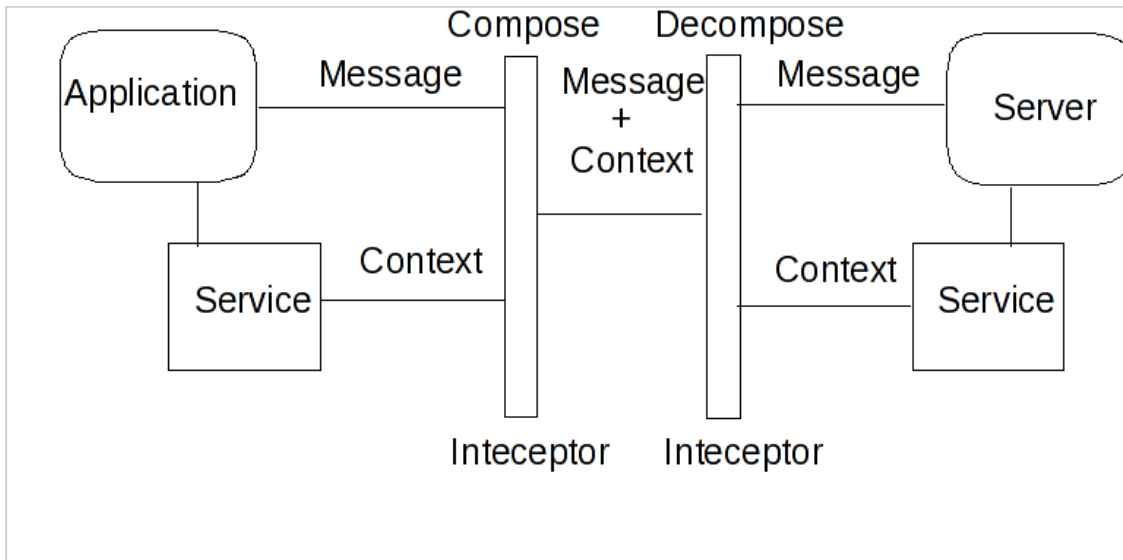 Compose
Decompose
Application
Message
Message
+
Context
Message
Server
Context
Service
Context
Service
Inteceptor
Inteceptor